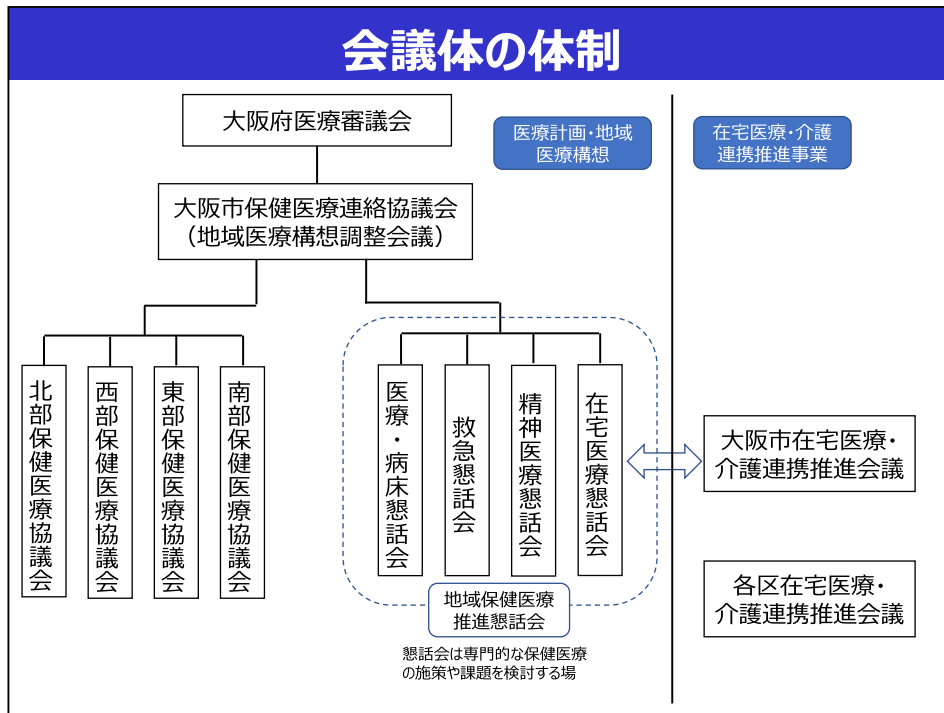 会議体の体制
大阪府医療審議会
医療計画・地域
医療構想
在宅医療・介護
連携推進事業
大阪市保健医療連絡協議会
（地域医療構想調整会議）
北部保健医療協議会
西部保健医療協議会
東部保健医療協議会
南部保健医療協議会
医療・病床懇話会
救急懇話会
精神医療懇話会
在宅医療懇話会
大阪市在宅医療・
介護連携推進会議
各区在宅医療・
介護連携推進会議
地域保健医療
推進懇話会
懇話会は専門的な保健医療
の施策や課題を検討する場